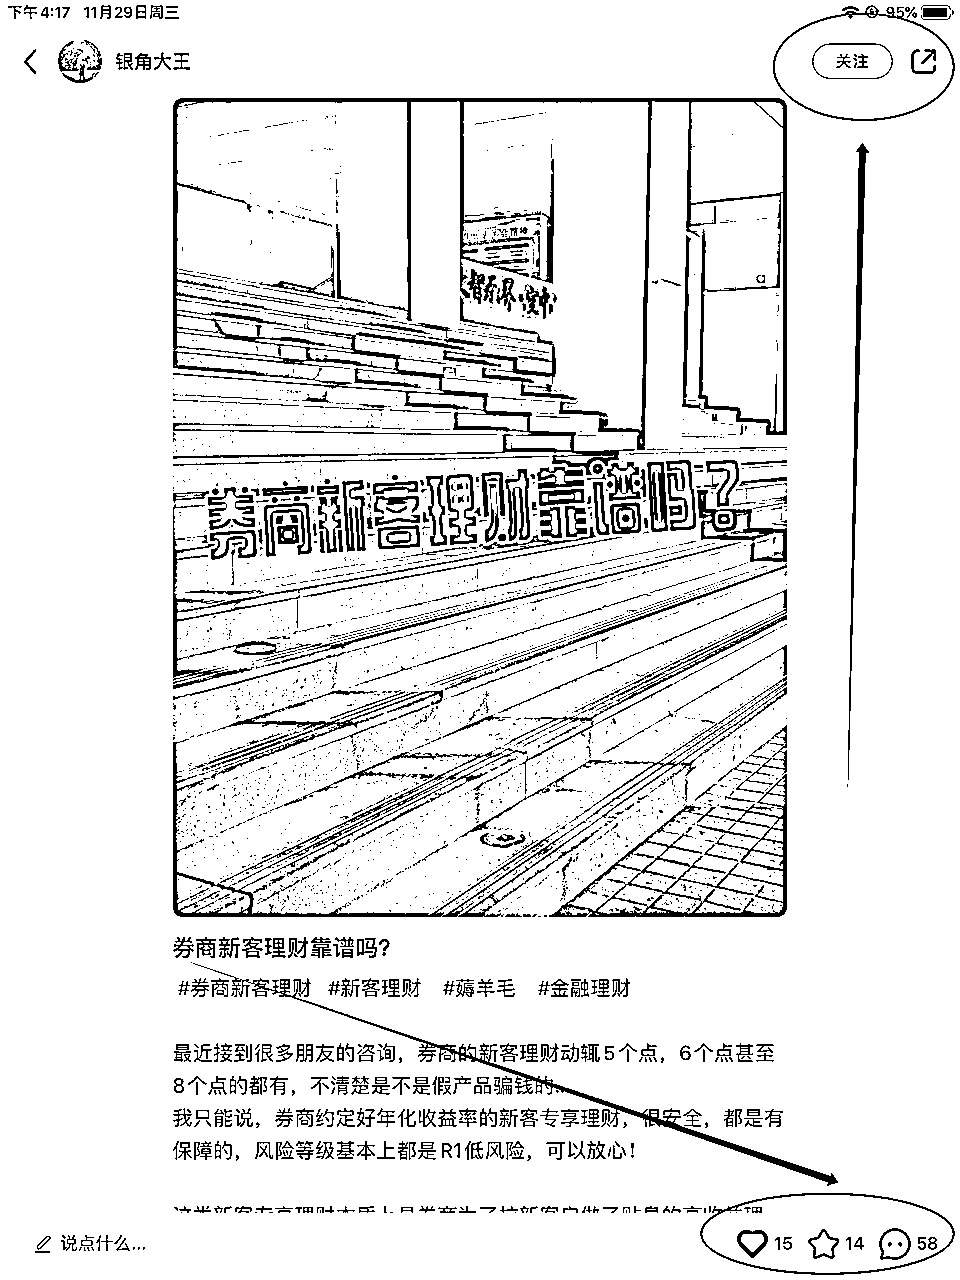 下午4:17 11月29日周三
95%
银角大王
关注
券商新客理财靠谱吗？
券商新客理财靠谱吗？
#券商新客理财 #新客理财 #薅羊毛 #金融理财
最近接到很多朋友的咨询，券商的新客理财动辄5个点，6个点甚至
8个点的都有，不清楚是不是假产品骗钱的...
我只能说，券商约定好年化收益率的新客专享理财，很安全，都是有
保障的，风险等级基本上都是R1低风险，可以放心！
说点什么...
15 14 58